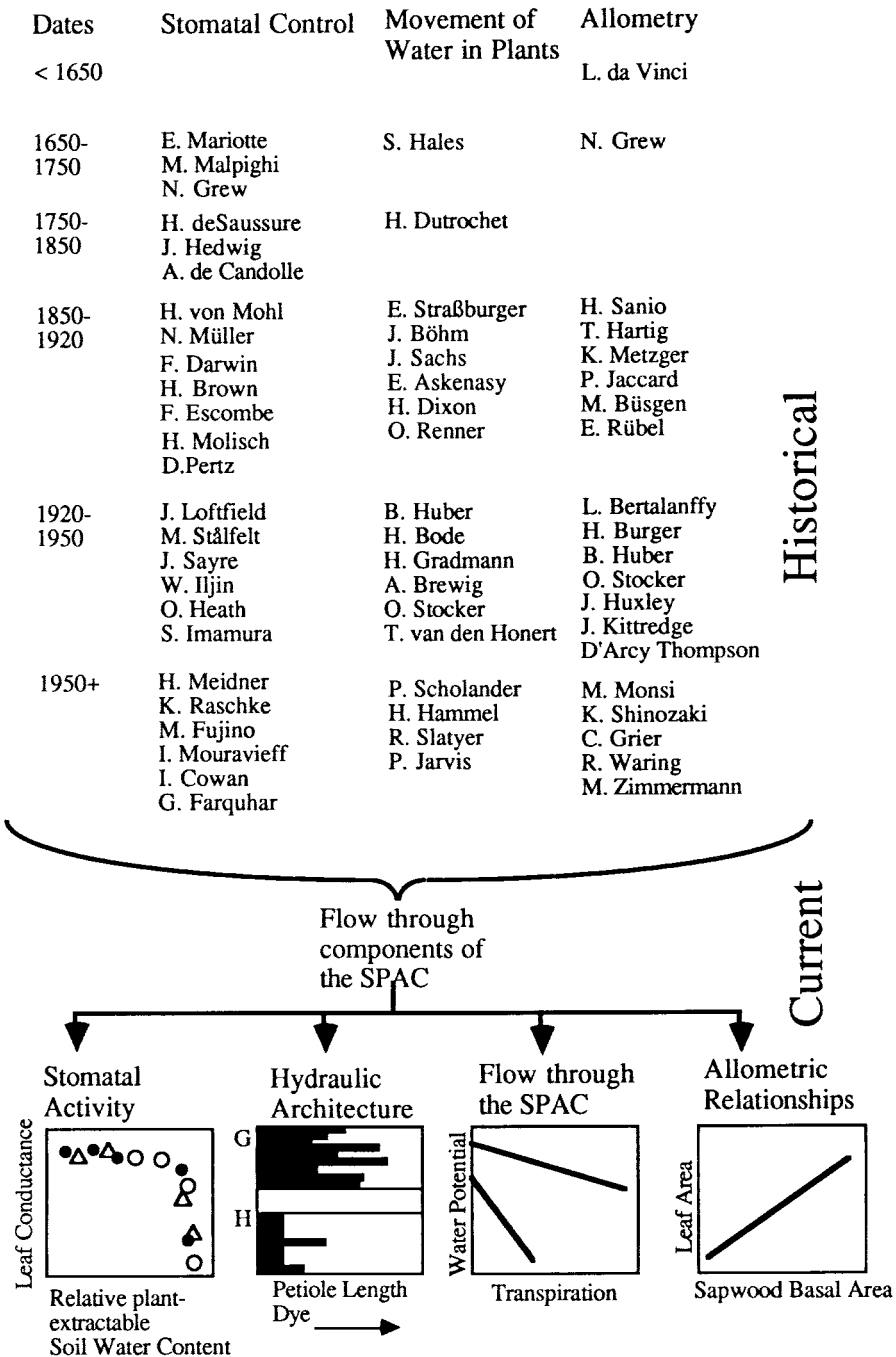 Dates
Stomatal Control
Movement of
Water in Plants
Allometry
< 1650
L. da Vinci
1650-
1750
E. Mariotte
M. Malpighi
N. Grew
S. Hales
N. Grew
1750-
1850
H. deSaussure
J. Hedwig
A. de Candolle
H. Dutrochet
1850-
1920
H. von Mohl
N. Müller
F. Darwin
H. Brown
F. Escombe
H. Molisch
D.Pertz
E. Straßburger
J. Böhm
J. Sachs
E. Askenasy
H. Dixon
O. Renner
H. Sanio
T. Hartig
K. Metzger
P. Jaccard
M. Büsgen
E. Rübel
1920-
1950
J. Loftfield
M. Stålfelt
J. Sayre
W. Iljin
O. Heath
S. Imamura
B. Huber
H. Bode
H. Gradmann
A. Brewig
O. Stocker
T. van den Honert
L. Bertalanffy
H. Burger
B. Huber
O. Stocker
J. Huxley
J. Kittredge
D'Arcy Thompson
1950+
H. Meidner
K. Raschke
M. Fujino
I. Mouravieff
I. Cowan
G. Farquhar
P. Scholander
H. Hammel
R. Slatyer
P. Jarvis
M. Monsi
K. Shinozaki
C. Grier
R. Waring
M. Zimmermann
Historical
Flow through
components of
the SPAC
Current
Stomatal
Activity
Leaf Conductance
Relative plant-
extractable
Soil Water Content
Hydraulic
Architecture
G
H
Petiole Length
Dye
Flow through
the SPAC
Water Potential
Transpiration
Allometric
Relationships
Leaf Area
Sapwood Basal Area